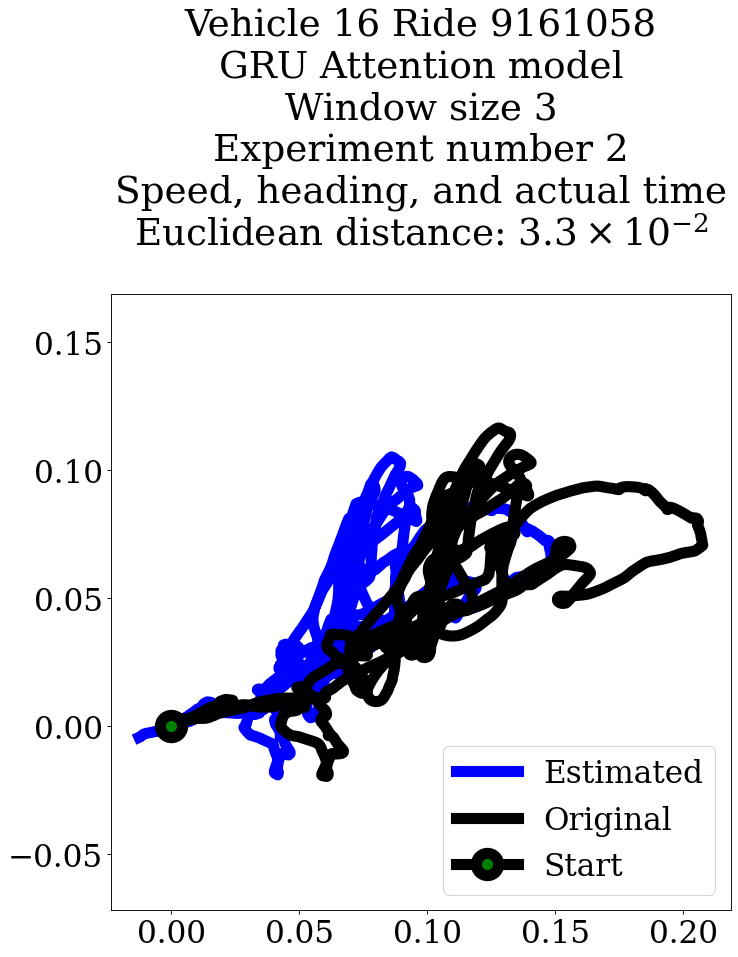 Vehicle 16 Ride 9161058
GRU Attention model
Window size 3
Experiment number 2
Speed, heading, and actual time
Euclidean distance: 3.3 × 10⁻²
0.15
0.10
0.05
0.00
−0.05
Estimated
Original
Start
0.00 0.05 0.10 0.15 0.20